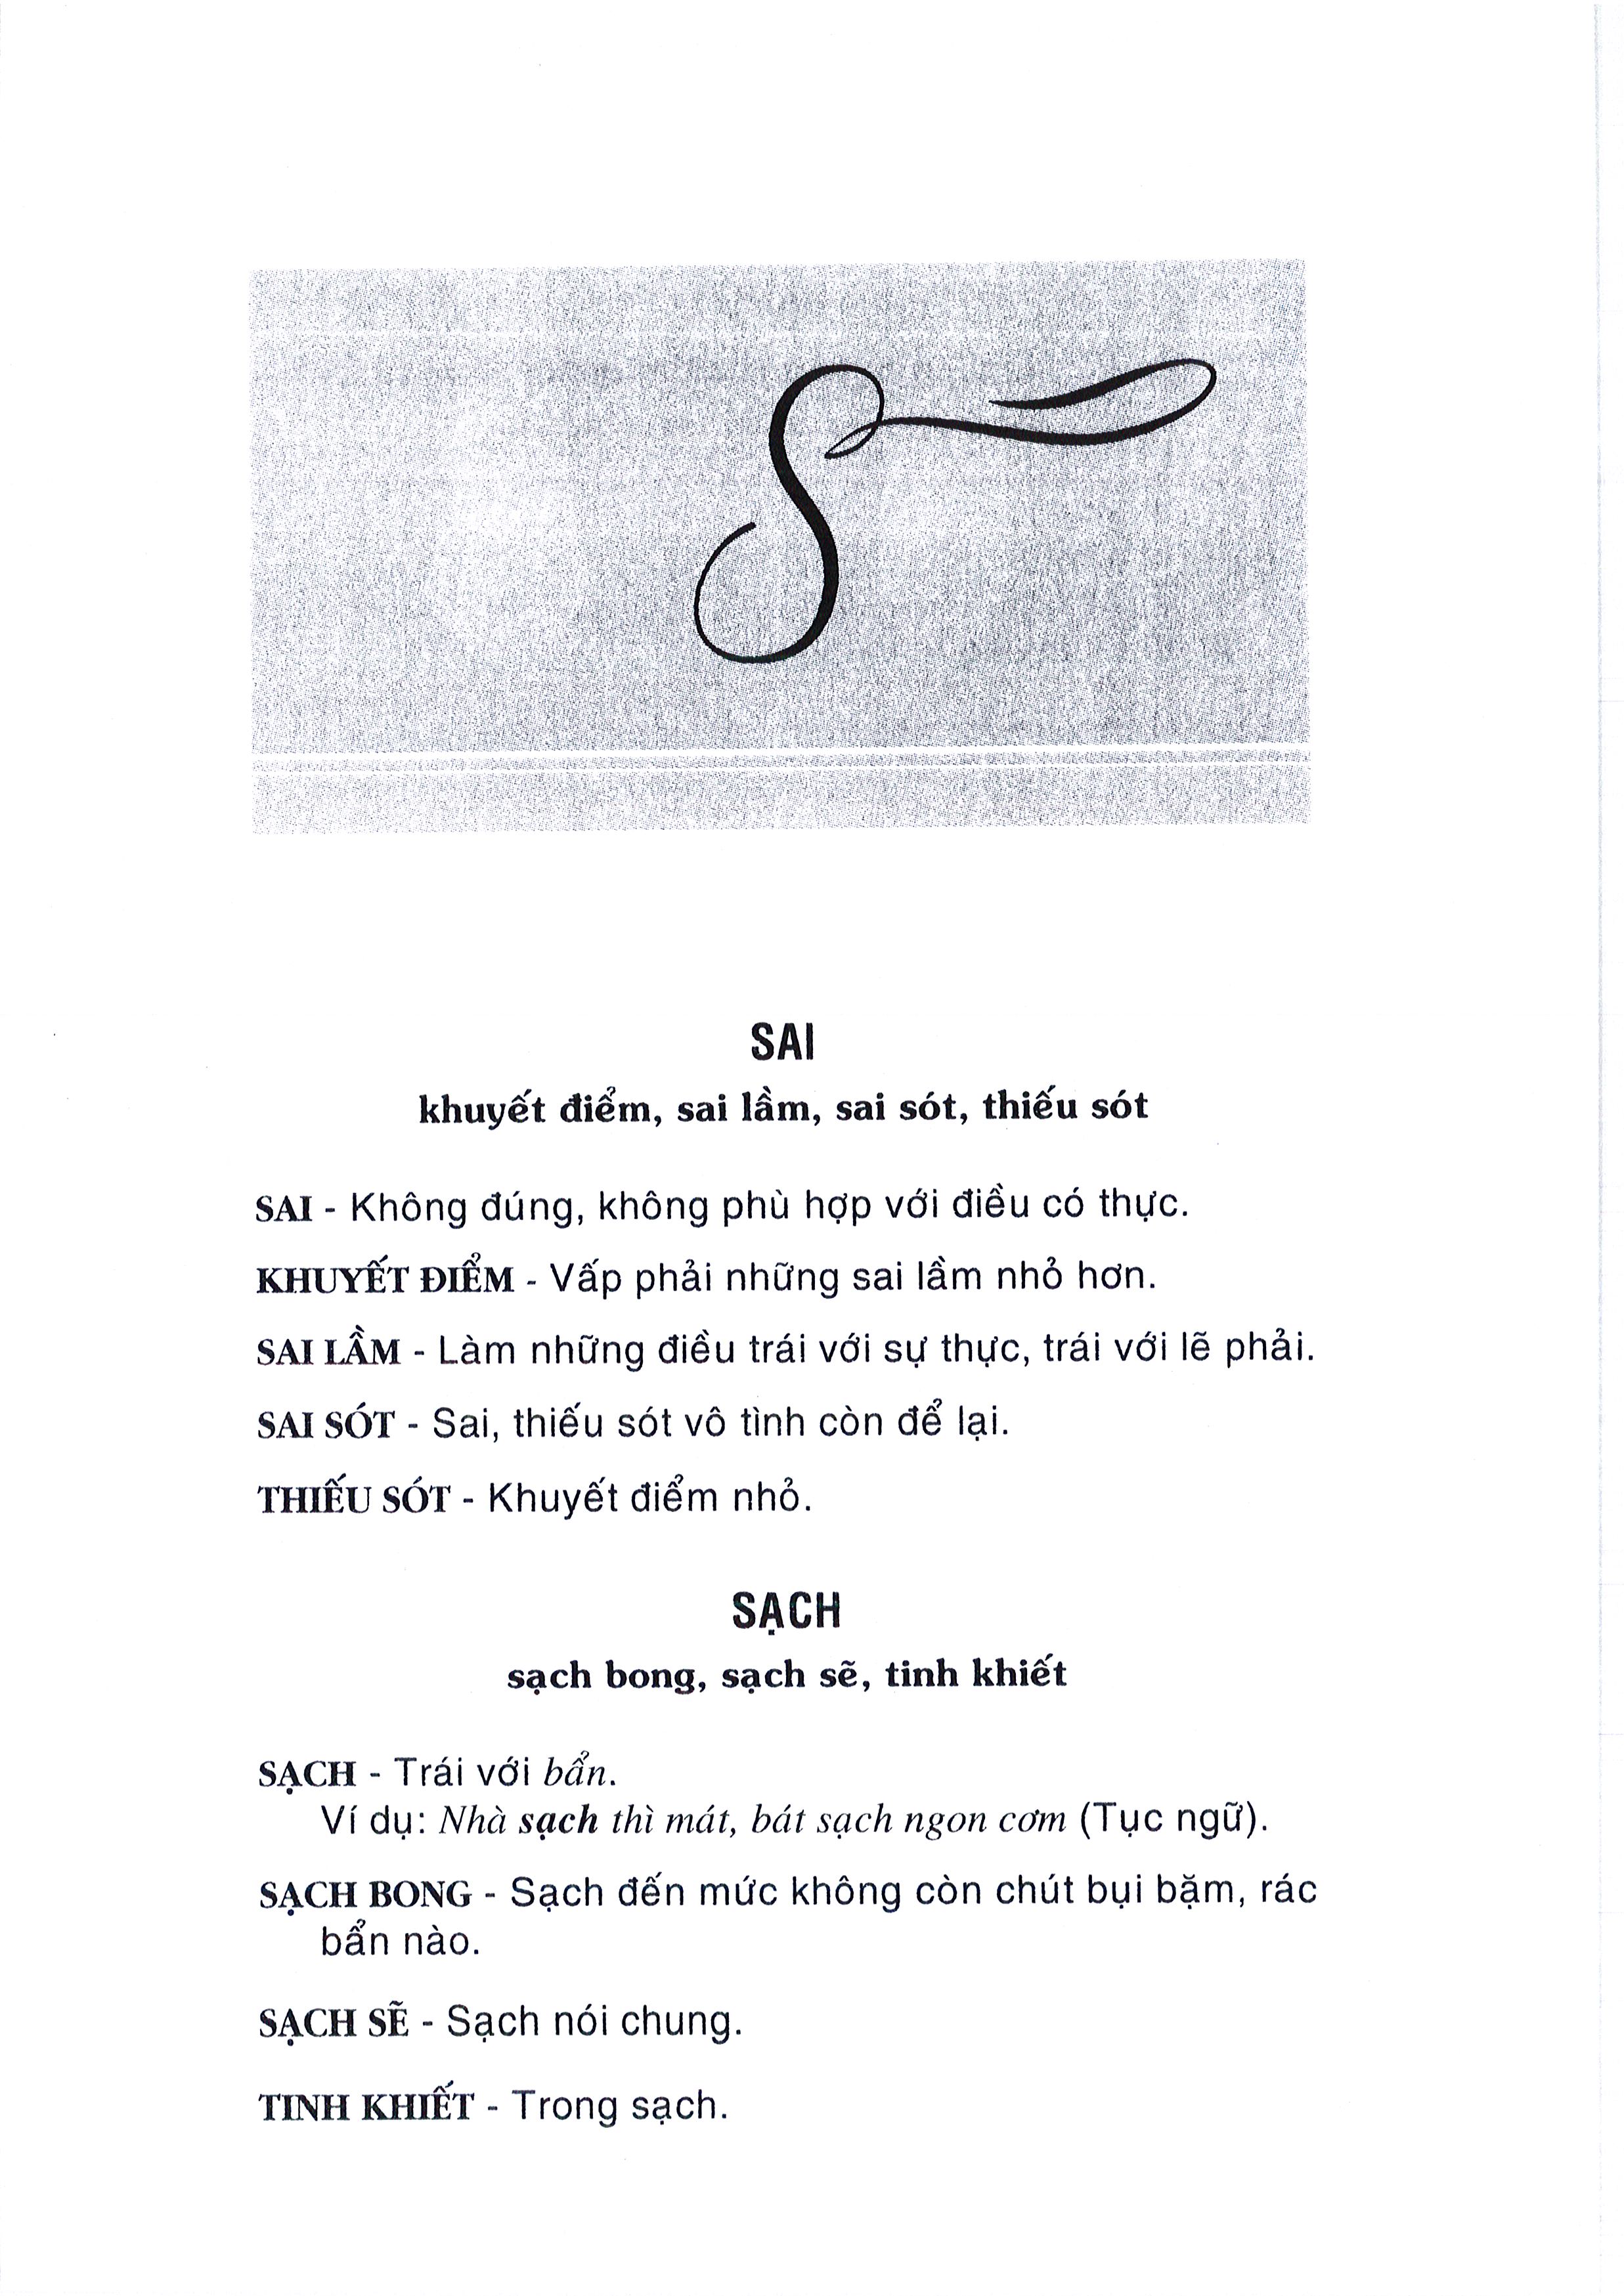 S
SAI
khuyết điểm, sai lầm, sai sót, thiếu sót
SAI - Không đúng, không phù hợp với điều có thực.
KHUYẾT ĐIỂM - Vấp phải những sai lầm nhỏ hơn.
SAI LẦM - Làm những điều trái với sự thực, trái với lẽ phải.
SAI SÓT - Sai, thiếu sót vô tình còn để lại.
THIẾU SÓT - Khuyết điểm nhỏ.
SẠCH
sạch bong, sạch sẽ, tinh khiết
SẠCH - Trái với bẩn.
Ví dụ: Nhà sạch thì mát, bát sạch ngon cơm (Tục ngữ).
SẠCH BONG - Sạch đến mức không còn chút bụi bặm, rác
bẩn nào.
SẠCH SẼ - Sạch nói chung.
TINH KHIẾT - Trong sạch.